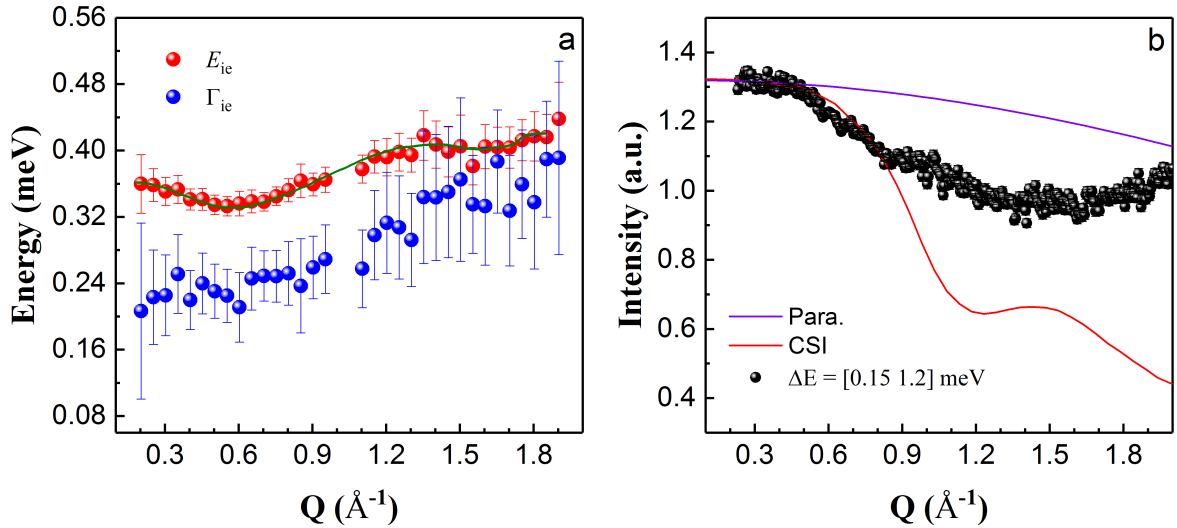 a
E_ie
Γ_ie
Energy (meV)
0.56
0.48
0.40
0.32
0.24
0.16
0.08
0.3 0.6 0.9 1.2 1.5 1.8
Q (Å⁻¹)
b
Intensity (a.u.)
1.4
1.2
1.0
0.8
0.6
0.4
Para.
CSI
ΔE = [0.15 1.2] meV
0.3 0.6 0.9 1.2 1.5 1.8
Q (Å⁻¹)